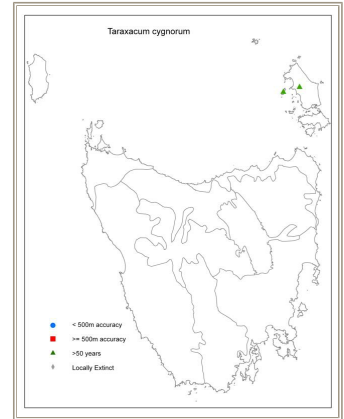 Taraxacum cygnorum
< 500m accuracy
>= 500m accuracy
>50 years
Locally Extinct